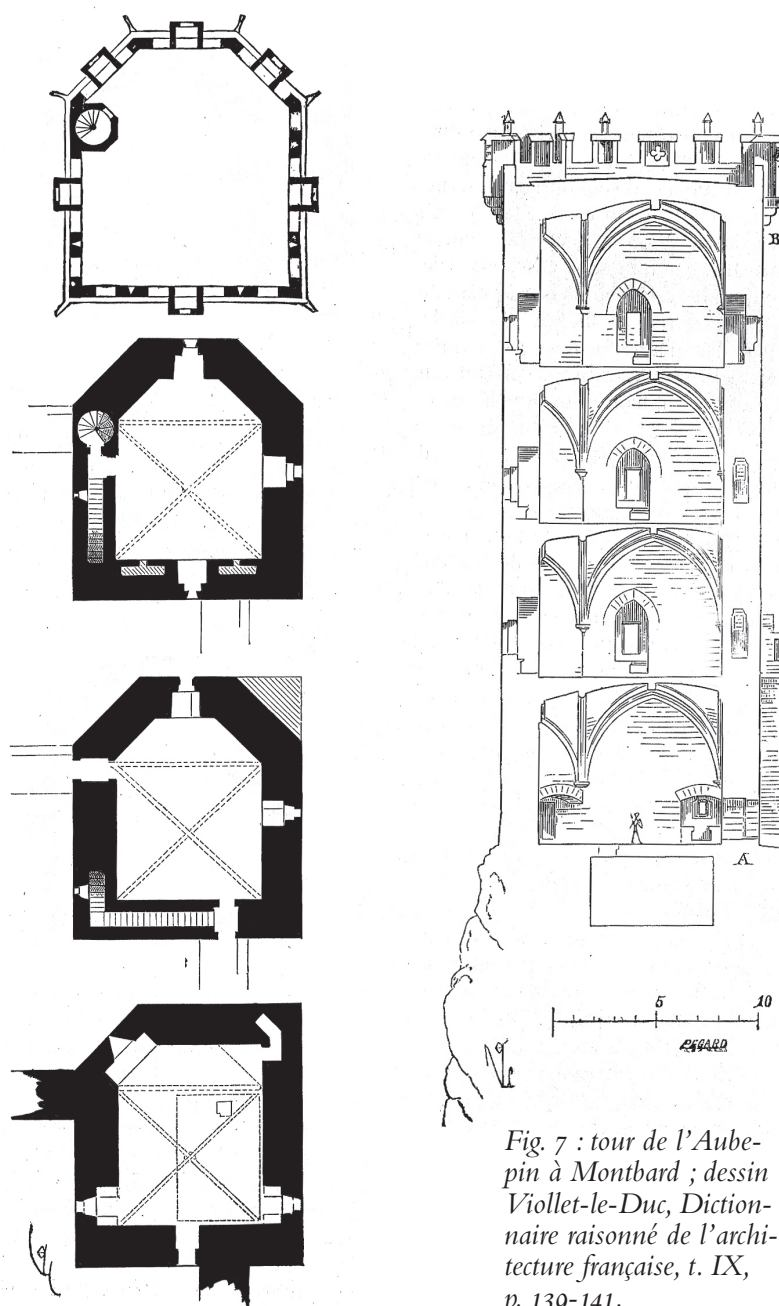 B
A
5 10
PEGARD
Fig. 7 : tour de l’Aube-
pin à Montbard ; dessin
Viollet-le-Duc, Diction-
naire raisonné de l’archi-
tecture française, t. IX,
p. 139-141.